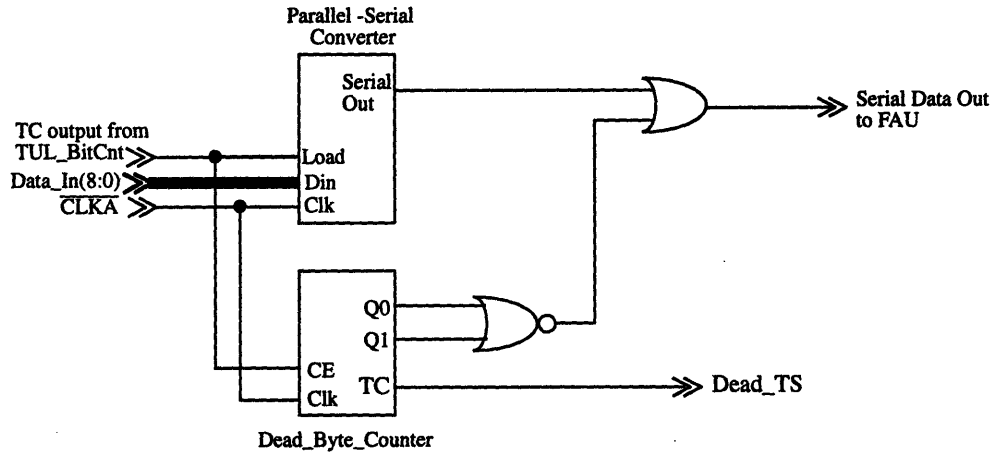 Parallel -Serial
Converter
Serial
Out
Serial Data Out
to FAU
TC output from
TUL_BitCnt
Load
Data_In(8:0)
Din
CLKA
Clk
Q0
Q1
CE
TC
Dead_TS
Clk
Dead_Byte_Counter